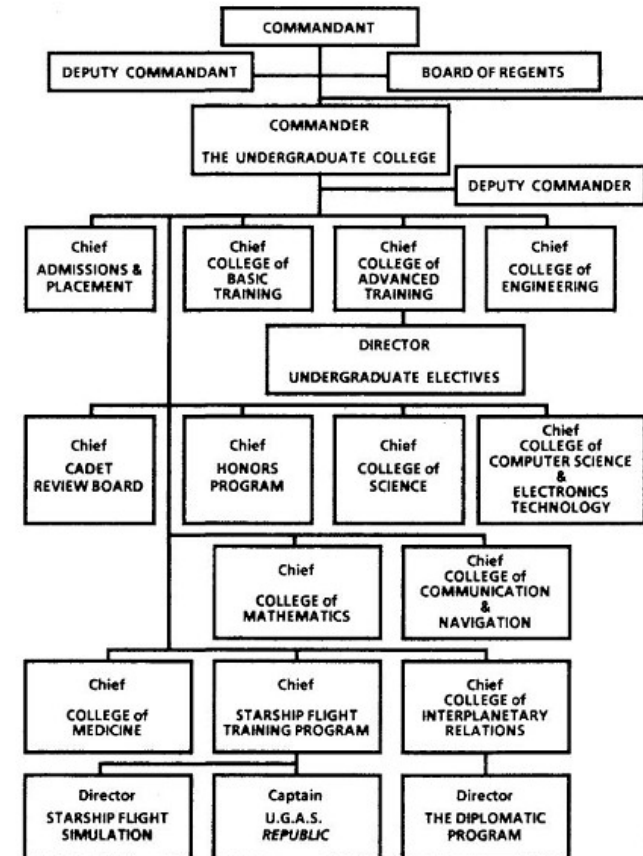 COMMANDANT
DEPUTY COMMANDANT
BOARD OF REGENTS
COMMANDER
THE UNDERGRADUATE COLLEGE
DEPUTY COMMANDER
Chief
ADMISSIONS &
PLACEMENT
Chief
COLLEGE of
BASIC
TRAINING
Chief
COLLEGE of
ADVANCED
TRAINING
Chief
COLLEGE of
ENGINEERING
DIRECTOR
UNDERGRADUATE ELECTIVES
Chief
CADET
REVIEW BOARD
Chief
HONORS
PROGRAM
Chief
COLLEGE of
SCIENCE
Chief
COLLEGE of
COMPUTER SCIENCE
&
ELECTRONICS
TECHNOLOGY
Chief
COLLEGE of
MATHEMATICS
Chief
COLLEGE of
COMMUNICATION
&
NAVIGATION
Chief
COLLEGE of
MEDICINE
Chief
STARSHIP FLIGHT
TRAINING PROGRAM
Chief
COLLEGE of
INTERPLANETARY
RELATIONS
Director
STARSHIP FLIGHT
SIMULATION
Captain
U.G.A.S.
REPUBLIC
Director
THE DIPLOMATIC
PROGRAM